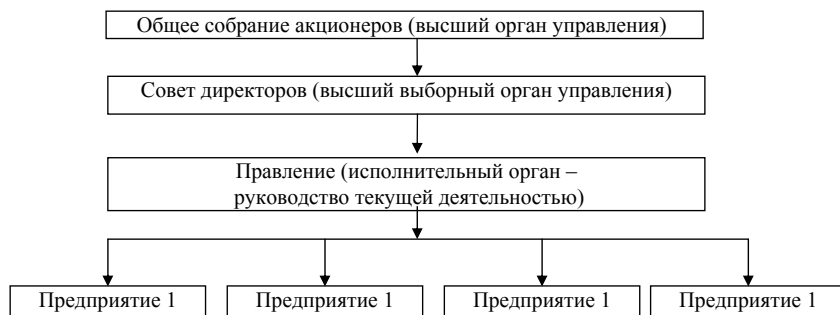 Общее собрание акционеров (высший орган управления)
Совет директоров (высший выборный орган управления)
Правление (исполнительный орган –
руководство текущей деятельностью)
Предприятие 1
Предприятие 1
Предприятие 1
Предприятие 1